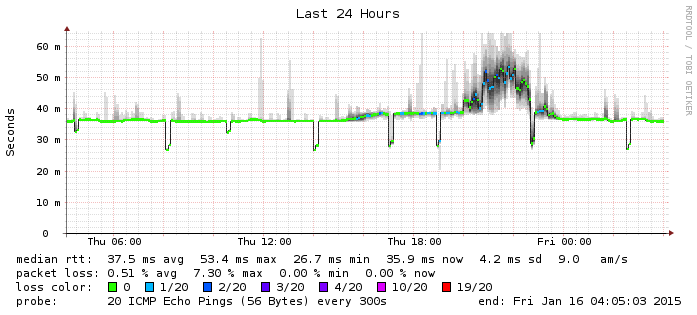 Last 24 Hours
RRDTOOL / TOBI OETIKER
Seconds
60 m
50 m
40 m
30 m
20 m
10 m
0
Thu 06:00 Thu 12:00 Thu 18:00 Fri 00:00
median rtt: 37.5 ms avg 53.4 ms max 26.7 ms min 35.9 ms now 4.2 ms sd 9.0 am/s
packet loss: 0.51 % avg 7.30 % max 0.00 % min 0.00 % now
loss color: 0 1/20 2/20 3/20 4/20 10/20 19/20
probe: 20 ICMP Echo Pings (56 Bytes) every 300s end: Fri Jan 16 04:05:03 2015